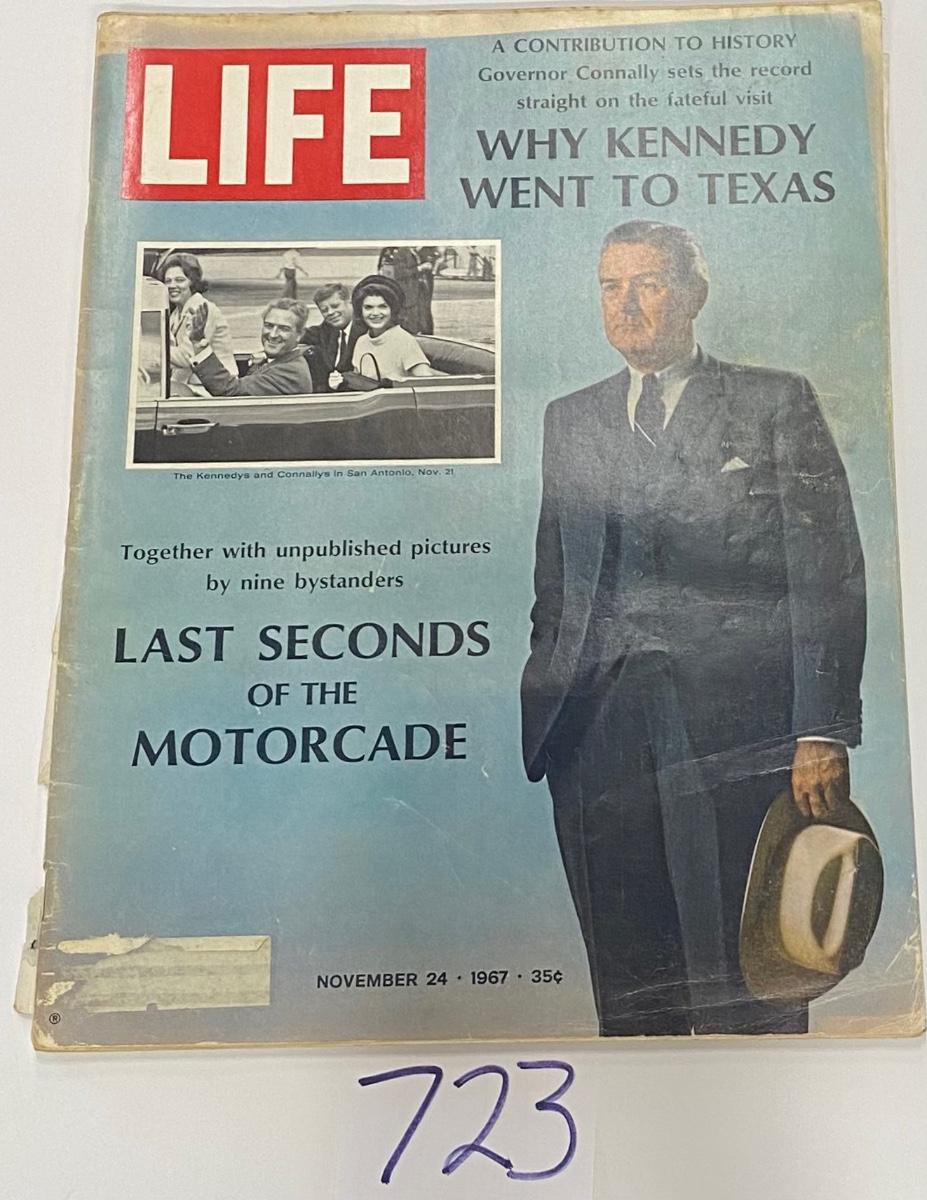 LIFE
A CONTRIBUTION TO HISTORY
Governor Connally sets the record
straight on the fateful visit
WHY KENNEDY
WENT TO TEXAS
The Kennedys and Connallys in San Antonio, Nov. 21
Together with unpublished pictures
by nine bystanders
LAST SECONDS
OF THE
MOTORCADE
NOVEMBER 24 · 1967 · 35¢
®
723